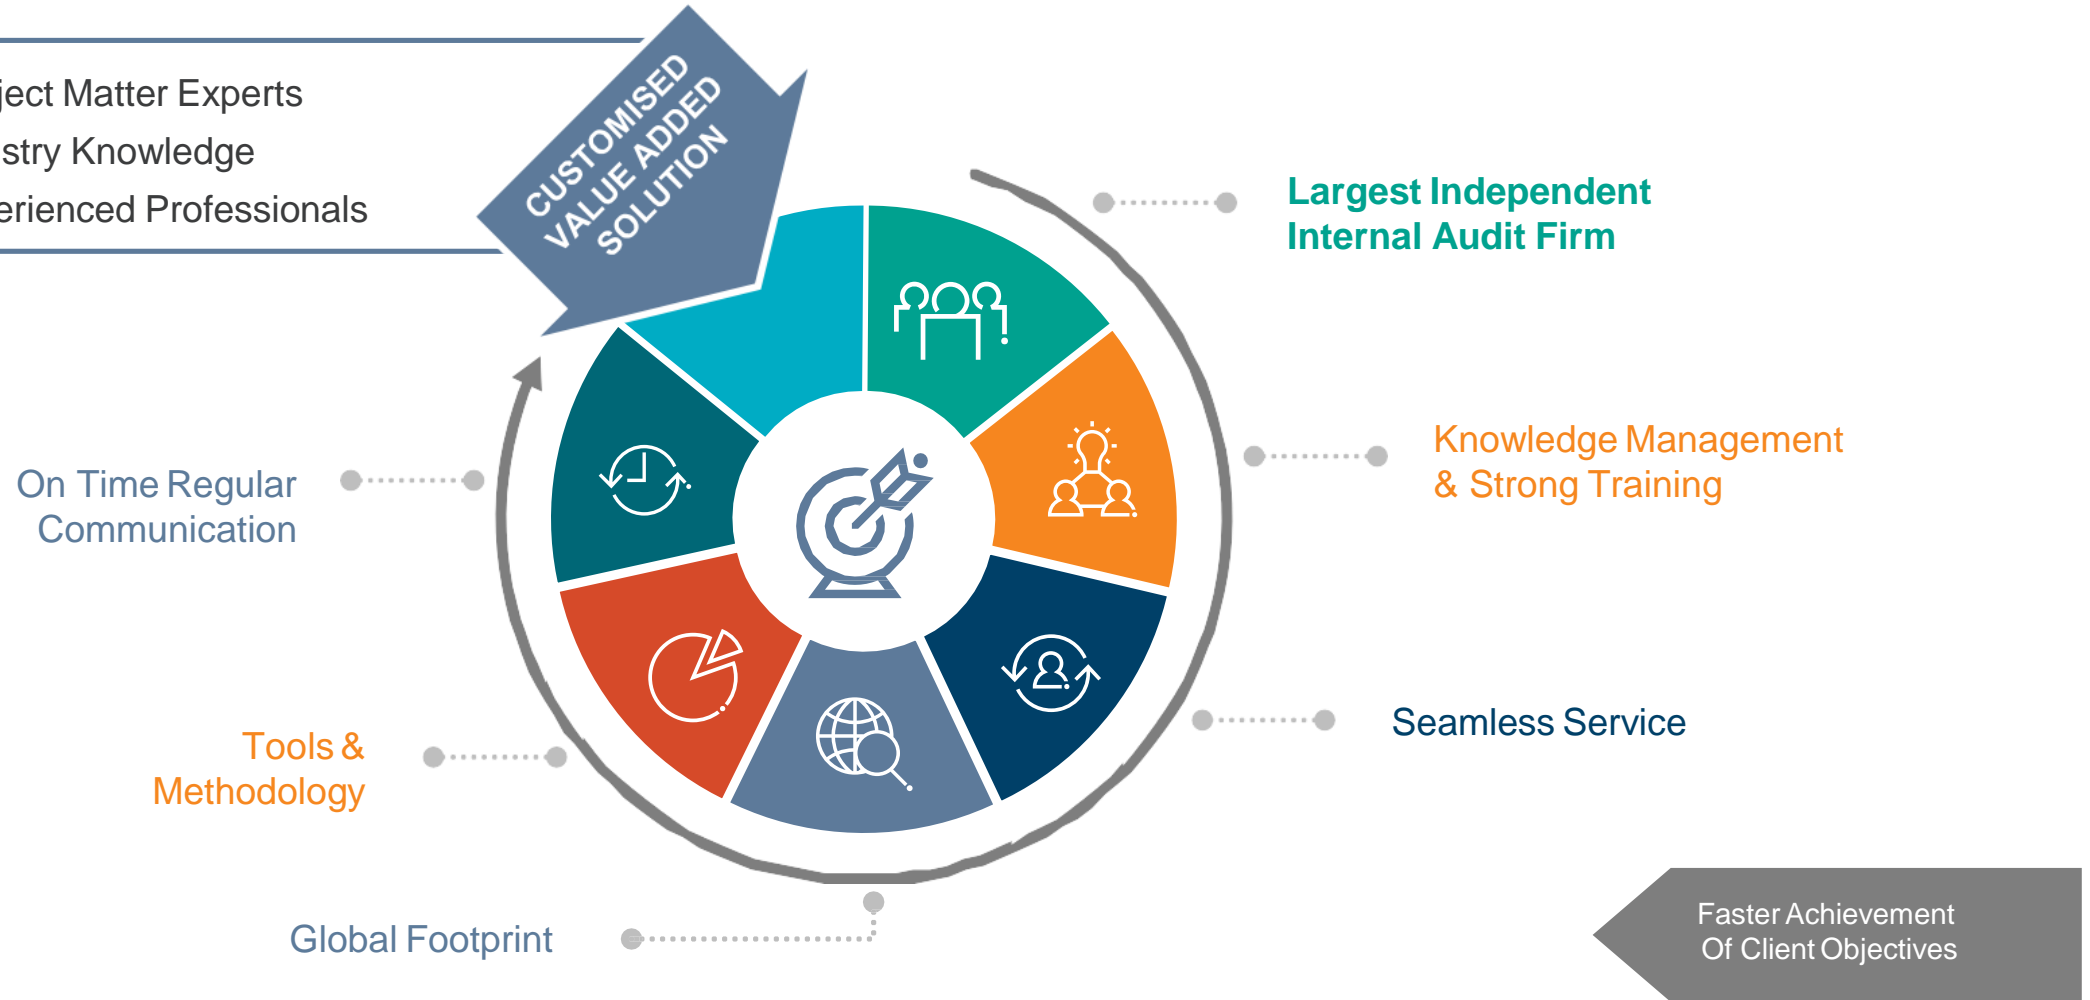 ject Matter Experts
stry Knowledge
erienced Professionals
CUSTOMISED
VALUE ADDED
SOLUTION
Largest Independent
Internal Audit Firm
Knowledge Management
& Strong Training
On Time Regular
Communication
Seamless Service
Tools &
Methodology
Global Footprint
Faster Achievement
Of Client Objectives